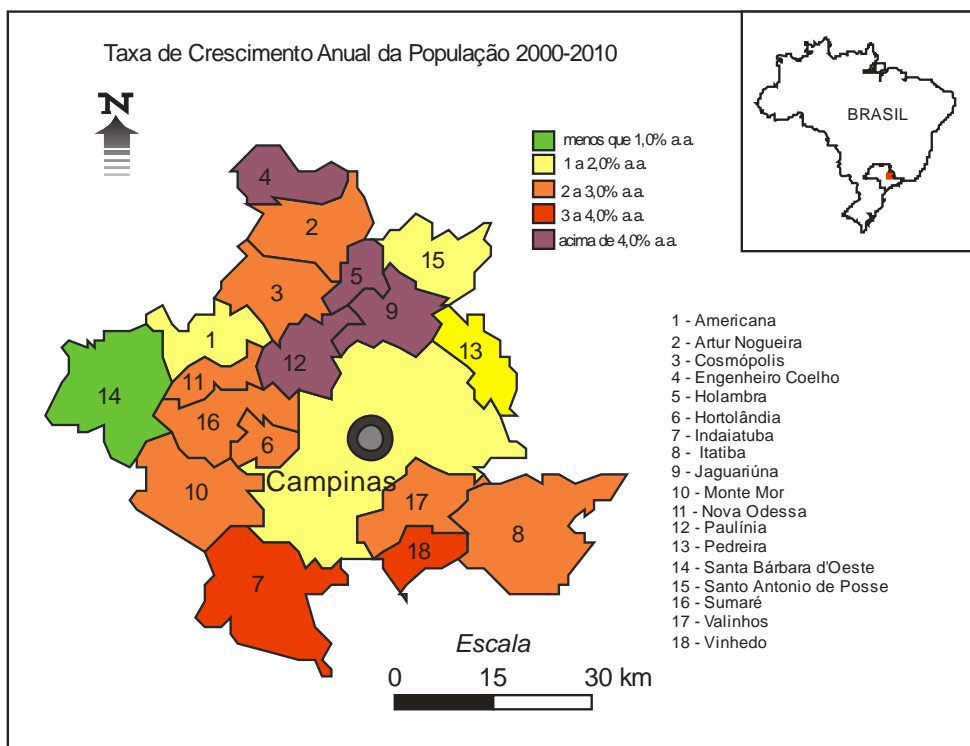 Taxa de Crescimento Anual da População 2000-2010
N
BRASIL
menos que 1,0% a.a.
1 a 2,0% a.a.
2 a 3,0% a.a.
3 a 4,0% a.a.
acima de 4,0% a.a.
4
2
15
5
3
9
1
12
13
11
14
16
6
Campinas
10
17
8
18
7
1 - Americana
2 - Artur Nogueira
3 - Cosmópolis
4 - Engenheiro Coelho
5 - Holambra
6 - Hortolândia
7 - Indaiatuba
8 - Itatiba
9 - Jaguariúna
10 - Monte Mor
11 - Nova Odessa
12 - Paulínia
13 - Pedreira
14 - Santa Bárbara d'Oeste
15 - Santo Antonio de Posse
16 - Sumaré
17 - Valinhos
18 - Vinhedo
Escala
0 15 30 km